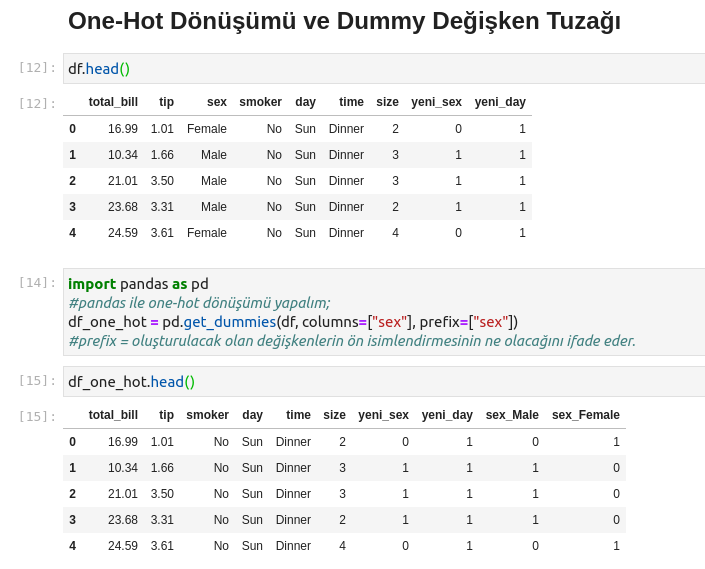 One-Hot Dönüşümü ve Dummy Değişken Tuzağı
[12]: df.head()
[12]: total_bill tip sex smoker day time size yeni_sex yeni_day
0 16.99 1.01 Female No Sun Dinner 2 0 1
1 10.34 1.66 Male No Sun Dinner 3 1 1
2 21.01 3.50 Male No Sun Dinner 3 1 1
3 23.68 3.31 Male No Sun Dinner 2 1 1
4 24.59 3.61 Female No Sun Dinner 4 0 1
[14]: import pandas as pd
#pandas ile one-hot dönüşümü yapalım;
df_one_hot = pd.get_dummies(df, columns=["sex"], prefix=["sex"])
#prefix = oluşturulacak olan değişkenlerin ön isimlendirmesinin ne olacağını ifade eder.
[15]: df_one_hot.head()
[15]: total_bill tip smoker day time size yeni_sex yeni_day sex_Male sex_Female
0 16.99 1.01 No Sun Dinner 2 0 1 0 1
1 10.34 1.66 No Sun Dinner 3 1 1 1 0
2 21.01 3.50 No Sun Dinner 3 1 1 1 0
3 23.68 3.31 No Sun Dinner 2 1 1 1 0
4 24.59 3.61 No Sun Dinner 4 0 1 0 1